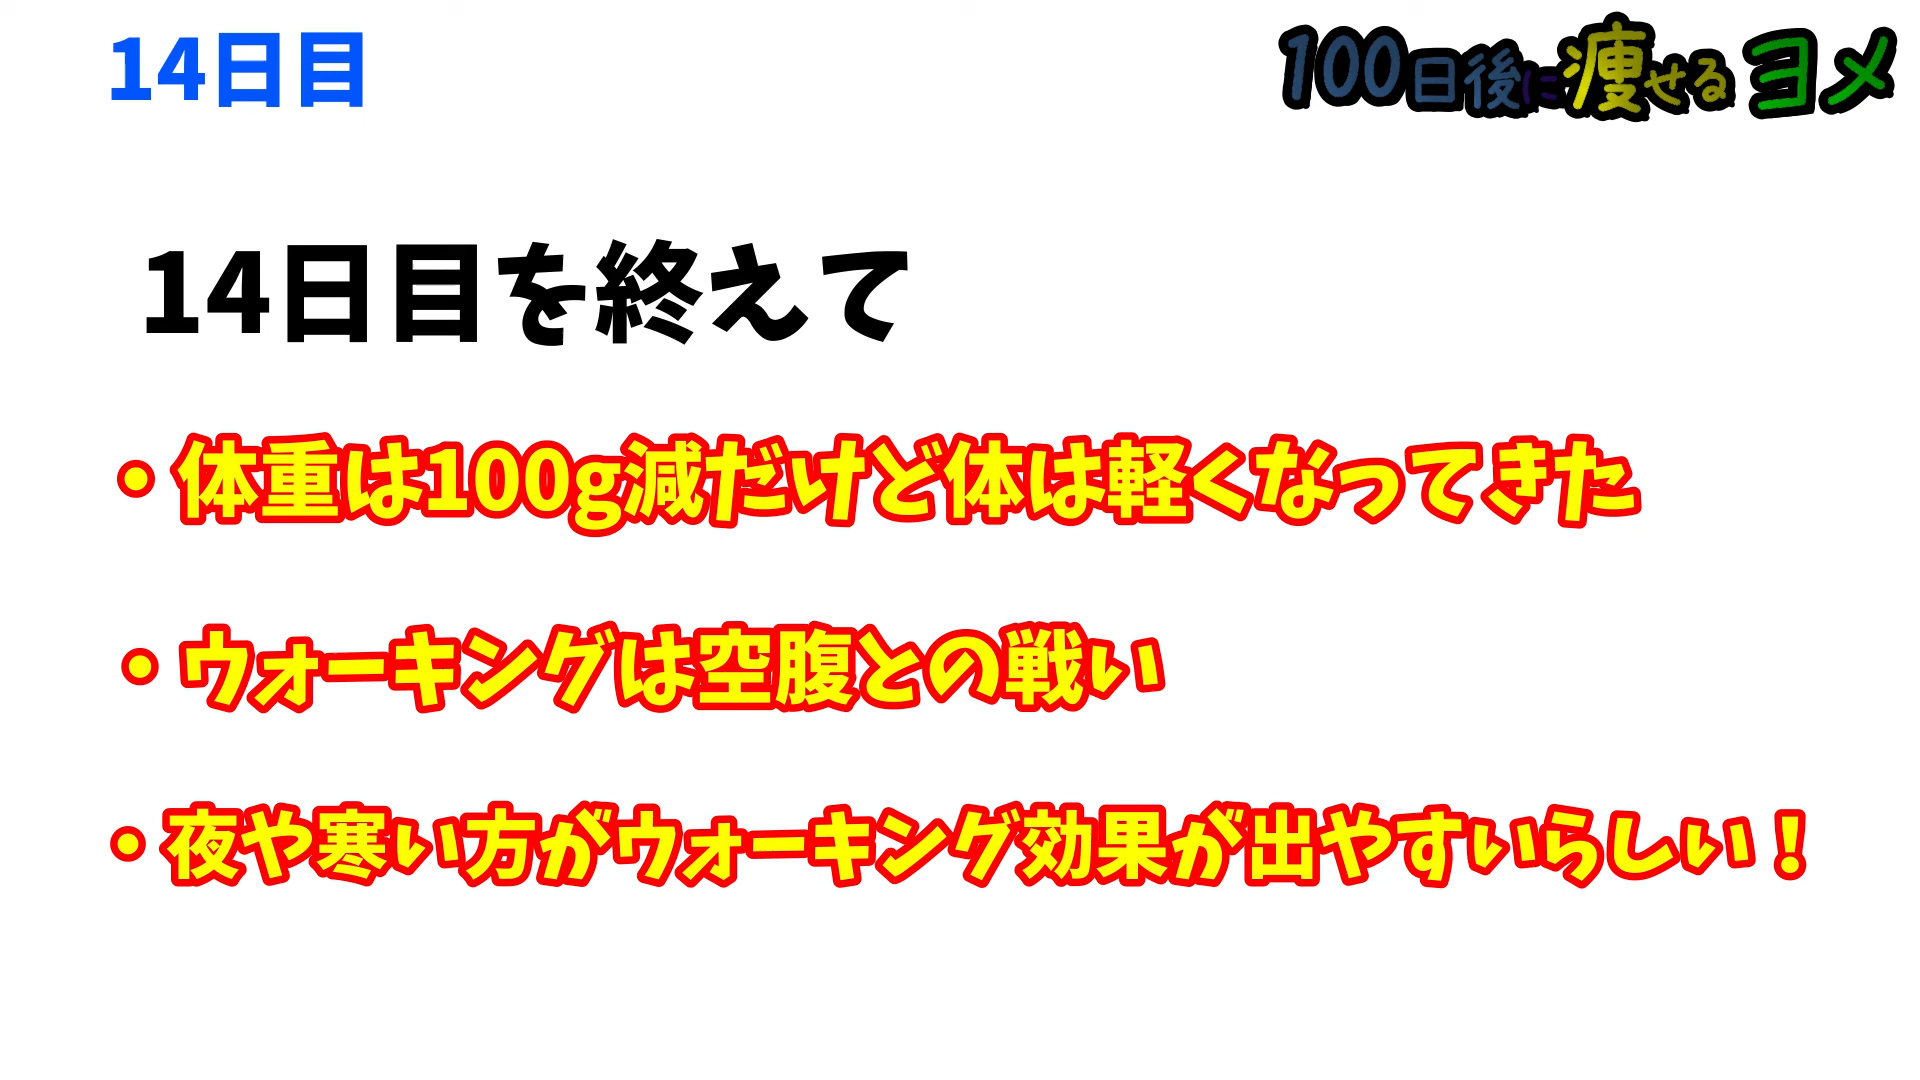 14日目
100日後に痩せるヨメ
14日目を終えて
・体重は100g減だけど体は軽くなってきた
・ウォーキングは空腹との戦い
・夜や寒い方がウォーキング効果が出やすいらしい！